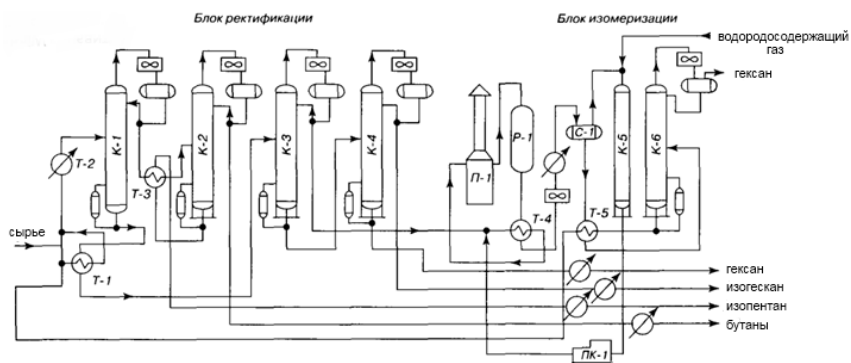 Блок ректификации
Блок изомеризации
водородосодержащий
газ
гексан
К-1
К-2
К-3
К-4
Р-1
С-1
К-5
К-6
Т-2
Т-3
П-1
Т-4
Т-5
сырье
Т-1
гексан
изогескан
изопентан
бутаны
ПК-1